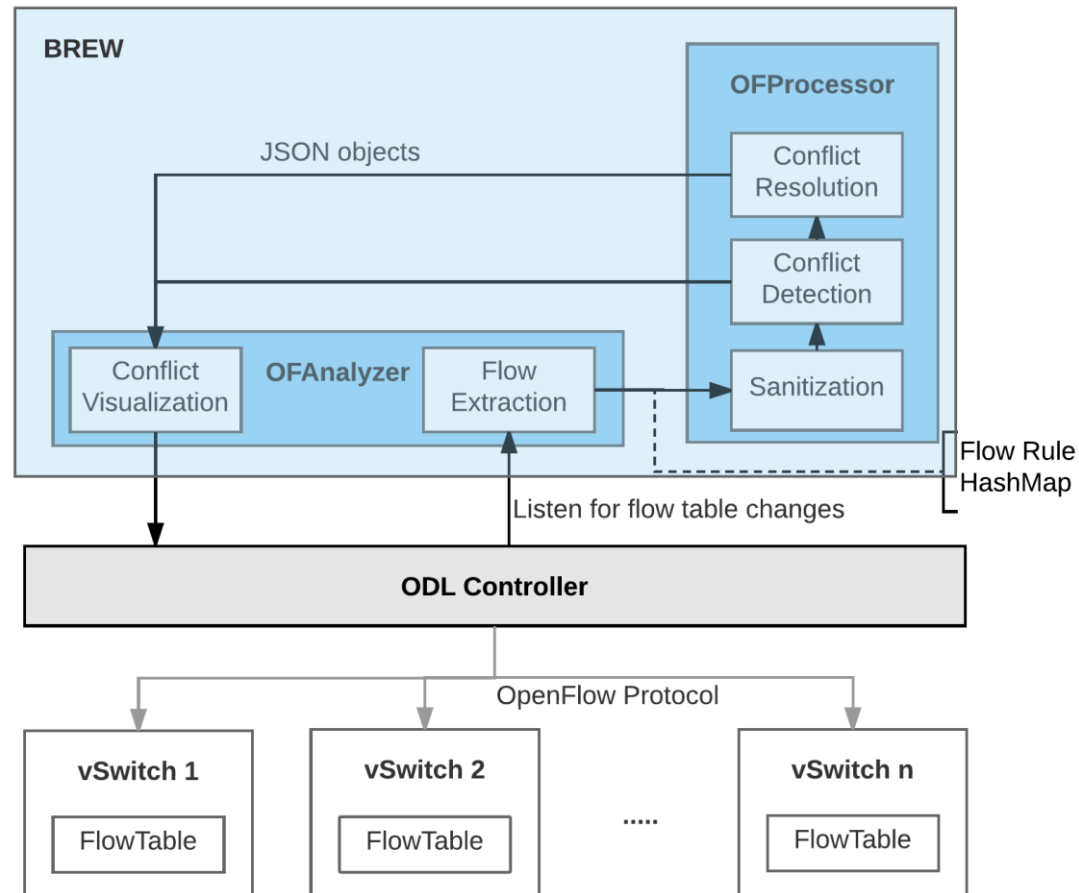 BREW
OFProcessor
JSON objects
Conflict
Resolution
Conflict
Detection
Conflict
Visualization
OFAnalyzer
Flow
Extraction
Sanitization
Flow Rule
HashMap
Listen for flow table changes
ODL Controller
OpenFlow Protocol
vSwitch 1
vSwitch 2
.....
vSwitch n
FlowTable
FlowTable
FlowTable